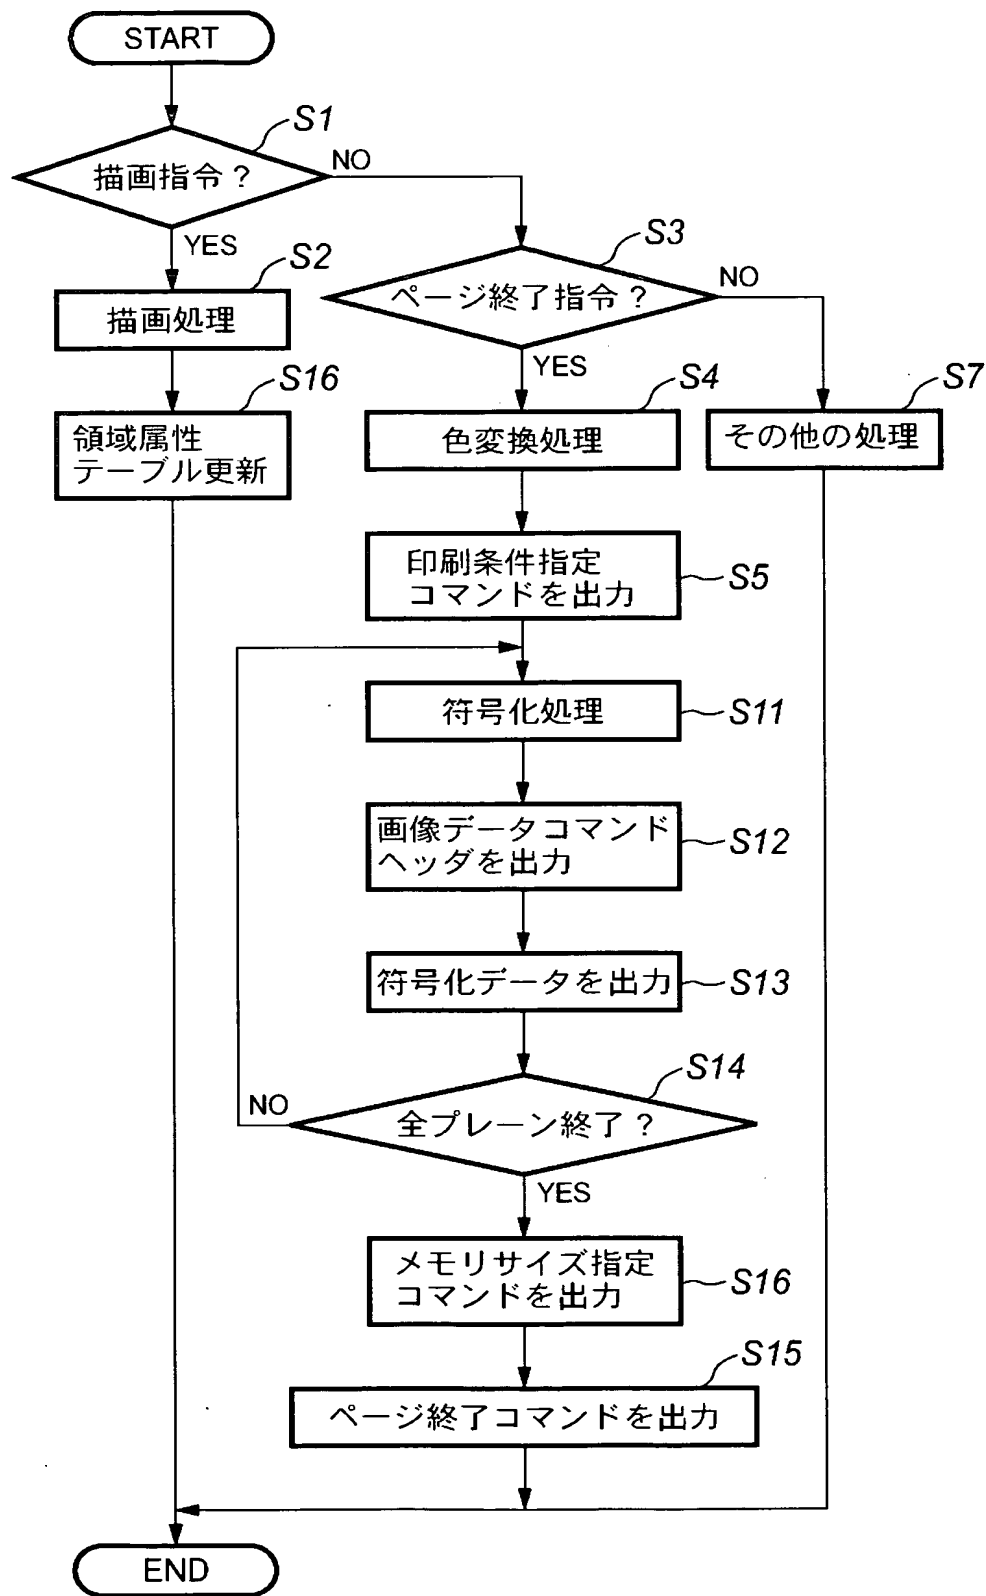 START
S1
描画指令?
NO
YES
S2
描画処理
S16
領域属性
テーブル更新
S3
ページ終了指令?
NO
YES
S4
色変換処理
S7
その他の処理
印刷条件指定
コマンドを出力
S5
符号化処理
S11
画像データコマンド
ヘッダを出力
S12
符号化データを出力
S13
S14
全プレーン終了?
NO
YES
メモリサイズ指定
コマンドを出力
S16
S15
ページ終了コマンドを出力
END